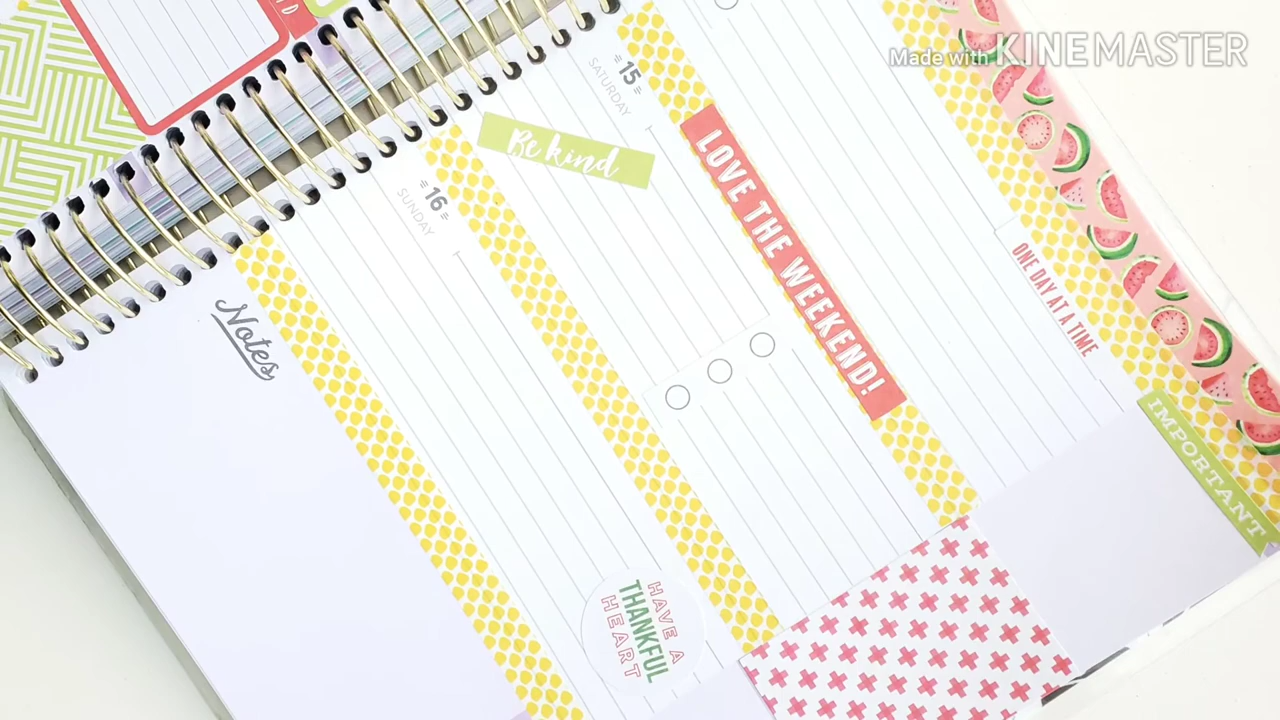 Made with KINEMASTER
D
Notes
16
SUNDAY
Be kind
15
SATURDAY
LOVE THE WEEKEND!
ONE DAY AT A TIME
IMPORTANT
HAVE A
THANKFUL
HEART